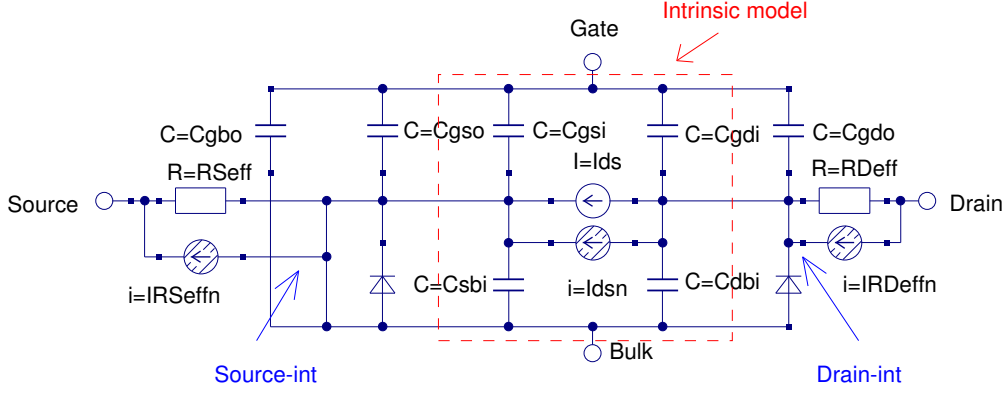 Intrinsic model
Gate
C=Cgbo
C=Cgso
C=Cgsi
C=Cgdi
C=Cgdo
I=Ids
R=RSeff
R=RDeff
Source
Drain
C=Csbi
i=Idsn
C=Cdbi
i=IRSeffn
i=IRDeffn
Bulk
Source-int
Drain-int